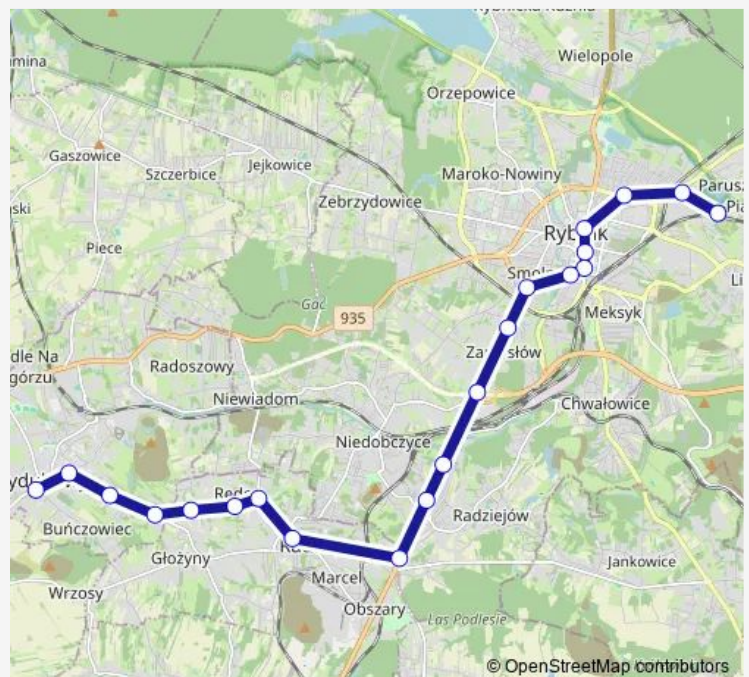 Wielopole
Orzepowice
Gaszowice
Szczerbice
Jejkowice
Maroko-Nowiny
Zebrzydowice
Piece
Gać
935
Meksyk
Radoszowy
Niewiadom
Chwałowice
Niedobczyce
Radziejów
Buńczowiec
Głożyny
Jankowice
Marcel
Wrzosy
Obszary
Las Podlesie
© OpenStreetMap contributors